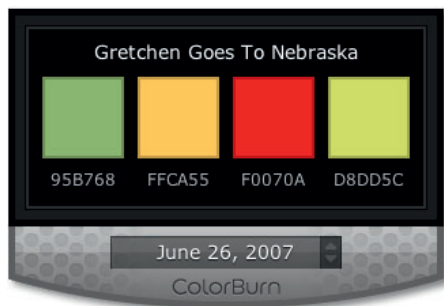 Gretchen Goes To Nebraska
95B768 FFCA55 F0070A D8DD5C
June 26, 2007
ColorBurn